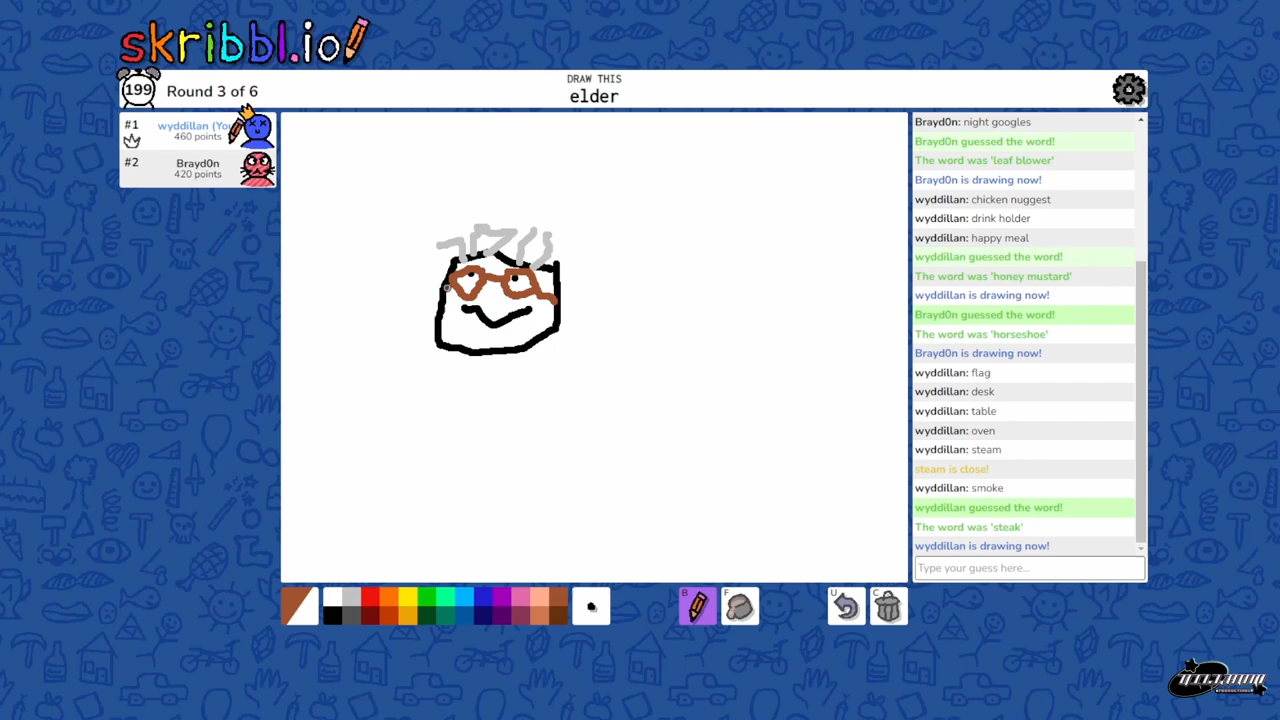 skribbl.io
199
Round 3 of 6
DRAW THIS
elder
#1
wyddillan (You
460 points
#2
Brayd0n
420 points
Brayd0n: night googles
Brayd0n guessed the word!
The word was 'leaf blower'
Brayd0n is drawing now!
wyddillan: chicken nuggest
wyddillan: drink holder
wyddillan: happy meal
wyddillan guessed the word!
The word was 'honey mustard'
wyddillan is drawing now!
Brayd0n guessed the word!
The word was 'horseshoe'
Brayd0n is drawing now!
wyddillan: flag
wyddillan: desk
wyddillan: table
wyddillan: oven
wyddillan: steam
steam is close!
wyddillan: smoke
wyddillan guessed the word!
The word was 'steak'
wyddillan is drawing now!
Type your guess here...
B
F
U
C